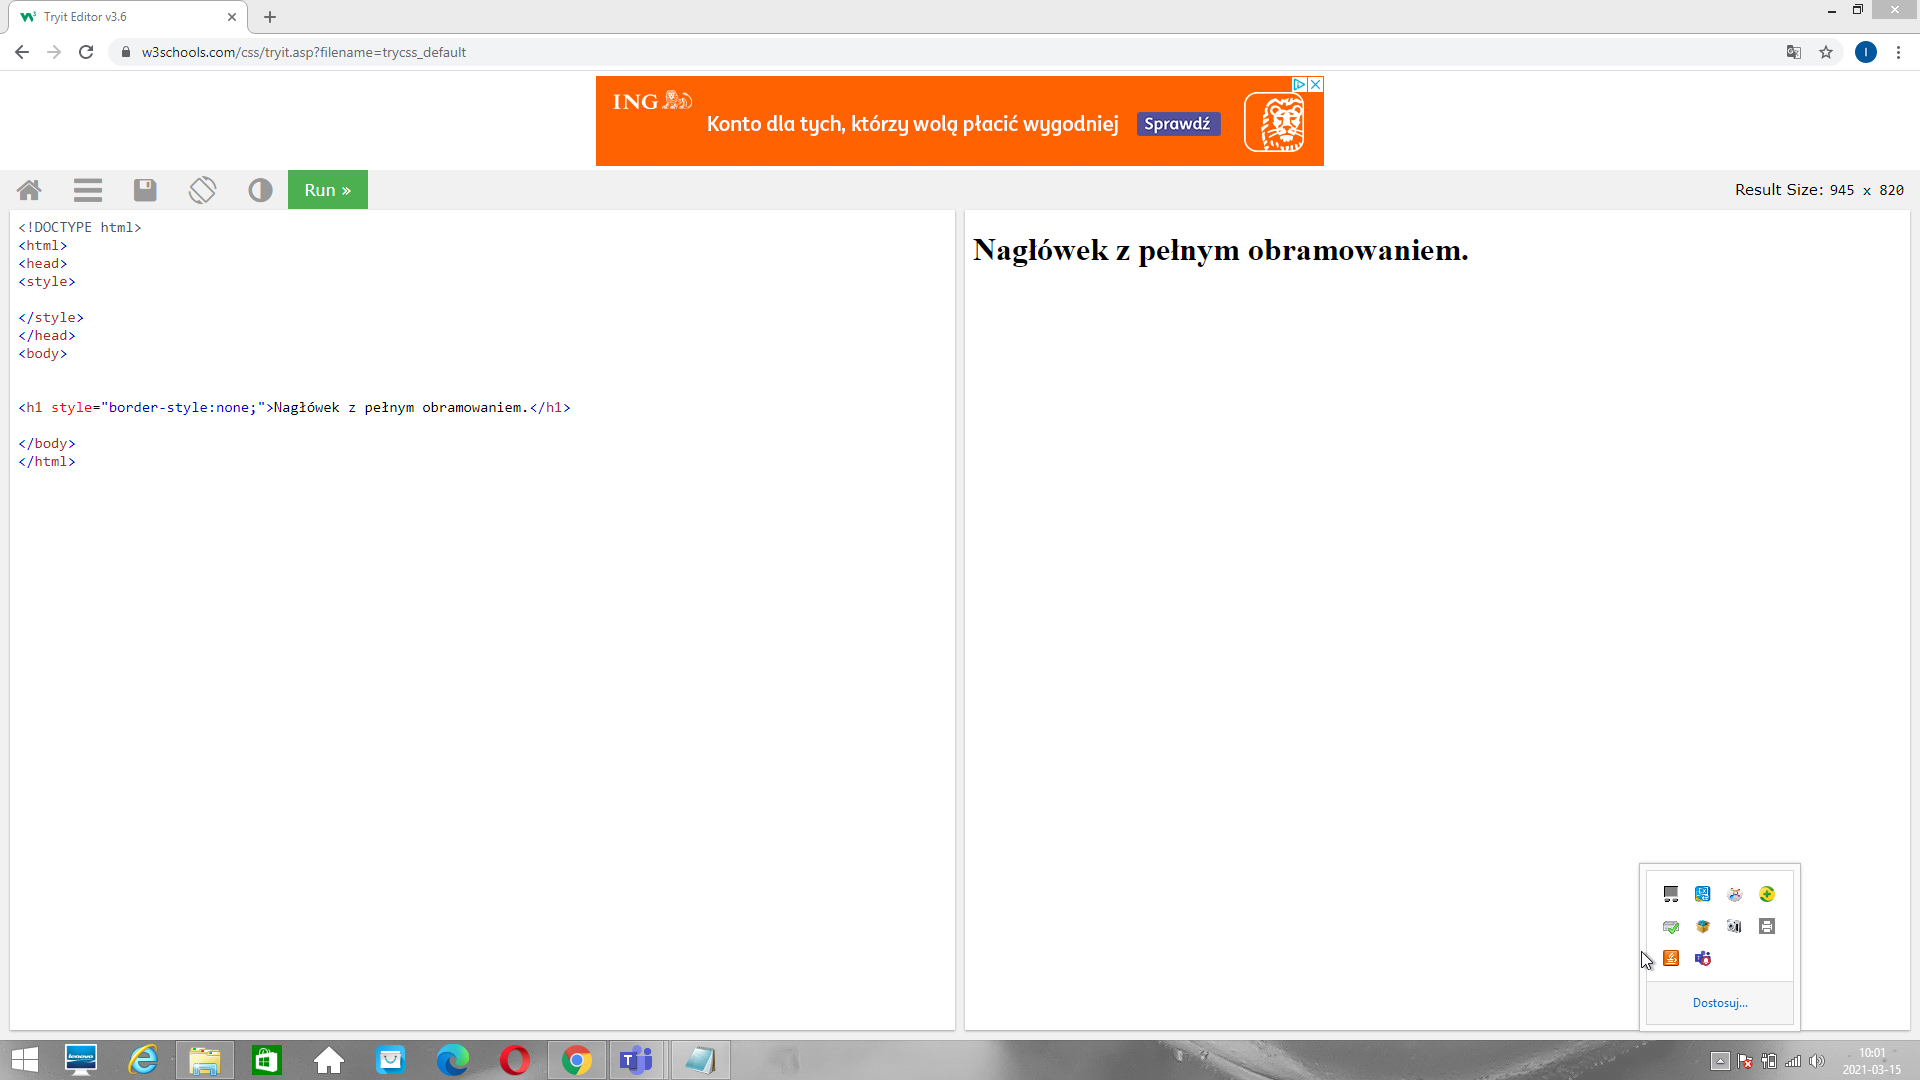 Tryit Editor v3.6
w3schools.com/css/tryit.asp?filename=trycss_default
ING
Konto dla tych, którzy wolą płacić wygodniej
Sprawdź
Run »
Result Size: 945 x 820
<!DOCTYPE html>
<html>
<head>
<style>
</style>
</head>
<body>
<h1 style="border-style:none;">Nagłówek z pełnym obramowaniem.</h1>
</body>
</html>
Nagłówek z pełnym obramowaniem.
Dostosuj...
lenovo
10:01
2021-03-15